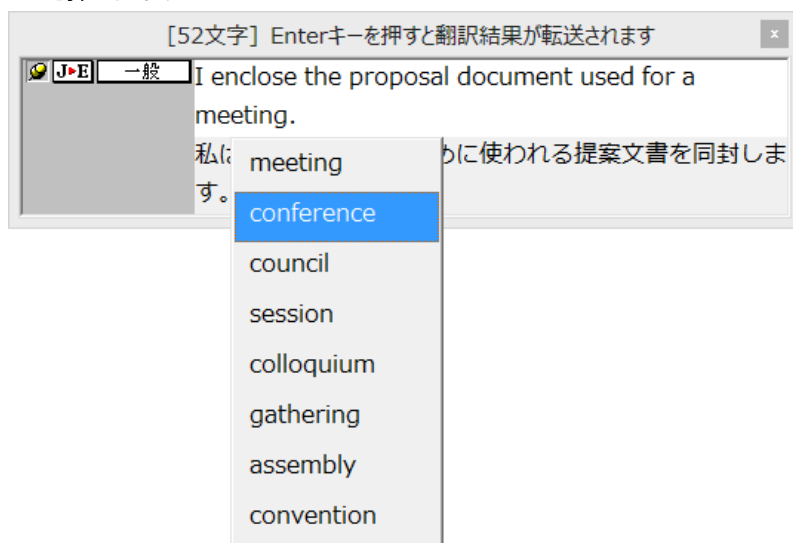 [52文字] Enterキーを押すと翻訳結果が転送されます
x
J▶E 一般 I enclose the proposal document used for a
meeting.
私は めに使われる提案文書を同封しま
す。
meeting
conference
council
session
colloquium
gathering
assembly
convention